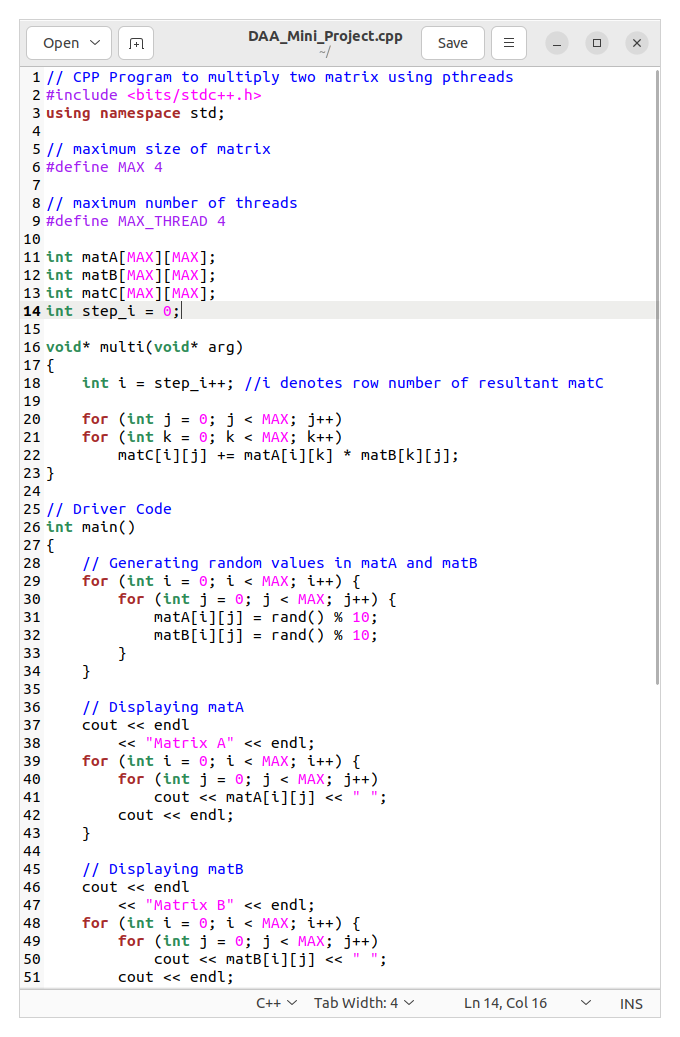 Open
DAA_Mini_Project.cpp
~/
Save
1 // CPP Program to multiply two matrix using pthreads
2 #include <bits/stdc++.h>
3 using namespace std;
4
5 // maximum size of matrix
6 #define MAX 4
7
8 // maximum number of threads
9 #define MAX_THREAD 4
10
11 int matA[MAX][MAX];
12 int matB[MAX][MAX];
13 int matC[MAX][MAX];
14 int step_i = 0;
15
16 void* multi(void* arg)
17 {
18     int i = step_i++; //i denotes row number of resultant matC
19
20     for (int j = 0; j < MAX; j++)
21     for (int k = 0; k < MAX; k++)
22         matC[i][j] += matA[i][k] * matB[k][j];
23 }
24
25 // Driver Code
26 int main()
27 {
28     // Generating random values in matA and matB
29     for (int i = 0; i < MAX; i++) {
30         for (int j = 0; j < MAX; j++) {
31             matA[i][j] = rand() % 10;
32             matB[i][j] = rand() % 10;
33         }
34     }
35
36     // Displaying matA
37     cout << endl
38         << "Matrix A" << endl;
39     for (int i = 0; i < MAX; i++) {
40         for (int j = 0; j < MAX; j++)
41             cout << matA[i][j] << " ";
42         cout << endl;
43     }
44
45     // Displaying matB
46     cout << endl
47         << "Matrix B" << endl;
48     for (int i = 0; i < MAX; i++) {
49         for (int j = 0; j < MAX; j++)
50             cout << matB[i][j] << " ";
51         cout << endl;
C++ Tab Width: 4 Ln 14, Col 16 INS